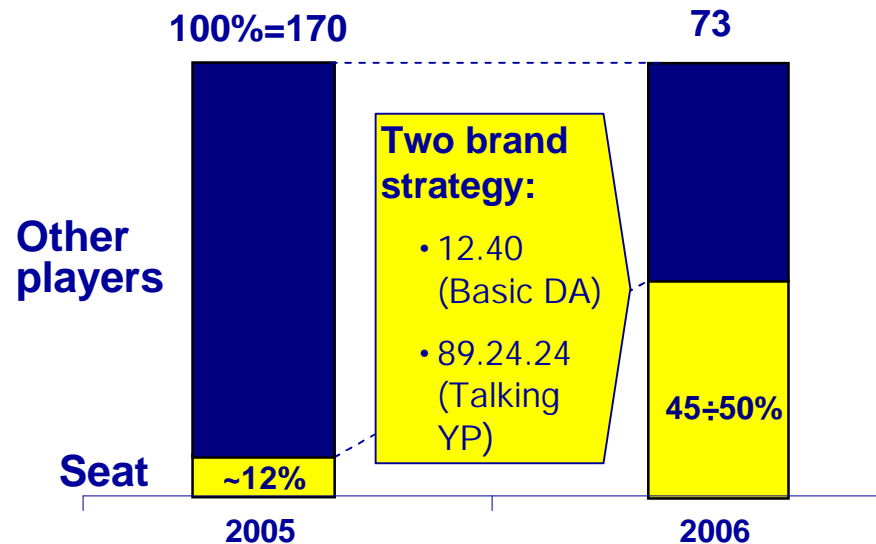 100%=170
73
Two brand
strategy:
• 12.40
(Basic DA)
• 89.24.24
(Talking
YP)
Other
players
45÷50%
Seat
~12%
2005
2006